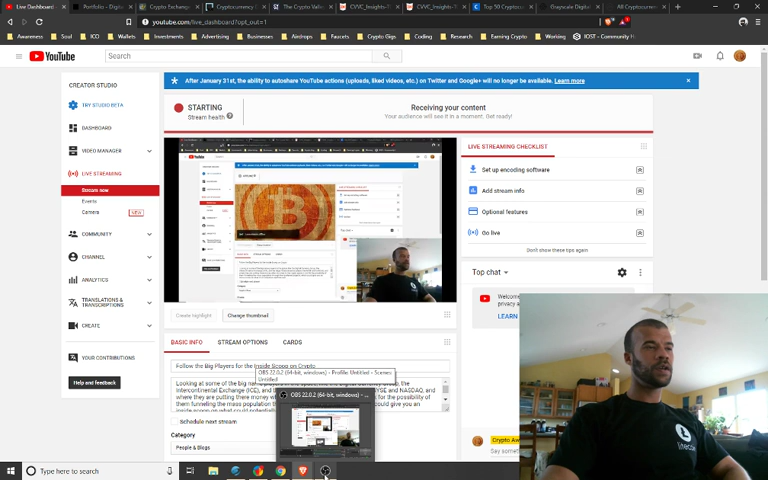 Live Dashboard
Portfolio - Digital
Crypto Exchange
Cryptocurrency
The Crypto Valley
CVVC_Insights-T
CVVC_Insights-T
Top 50 Cryptocur
Grayscale Digital
All Cryptocurrenc
youtube.com/live_dashboard?opt_out=1
Awareness
Soul
ICO
Wallets
Investments
Advertising
Businesses
Airdrops
Faucets
Crypto Gigs
Coding
Research
Earning Crypto
Working
IOST - Community H
YouTube
Search
CREATOR STUDIO
TRY STUDIO BETA
DASHBOARD
VIDEO MANAGER
LIVE STREAMING
Stream now
Events
Camera
NEW
COMMUNITY
CHANNEL
ANALYTICS
TRANSLATIONS &
TRANSCRIPTIONS
CREATE
YOUR CONTRIBUTIONS
Help and feedback
After January 31st, the ability to autoshare YouTube actions (uploads, liked videos, etc.) on Twitter and Google+ will no longer be available. Learn more
STARTING
Stream health
Receiving your content
Your audience will see it in a moment. Get ready!
Create highlight
Change thumbnail
BASIC INFO
STREAM OPTIONS
CARDS
Follow the Big Players for the Inside Scoop on Crypto
OBS 22.0.2 (64-bit, windows) - Profile: Untitled - Scenes:
Untitled
OBS 22.0.2 (64-bit, windows) - ...
Looking at some of the big
Intercontinental Exchange (ICE), and
where they are putting there money
of them funneling the mass population
inside scoop on what could potentially
YSE and NASDAQ, and
for the possibility of
could give you an
Schedule next stream
Category
People & Blogs
LIVE STREAMING CHECKLIST
Set up encoding software
Add stream info
Optional features
Go live
Don't show these tips again
Top chat
Welcome
privacy a
LEARN
Crypto Aw
Say somet
litecoin
Type here to search